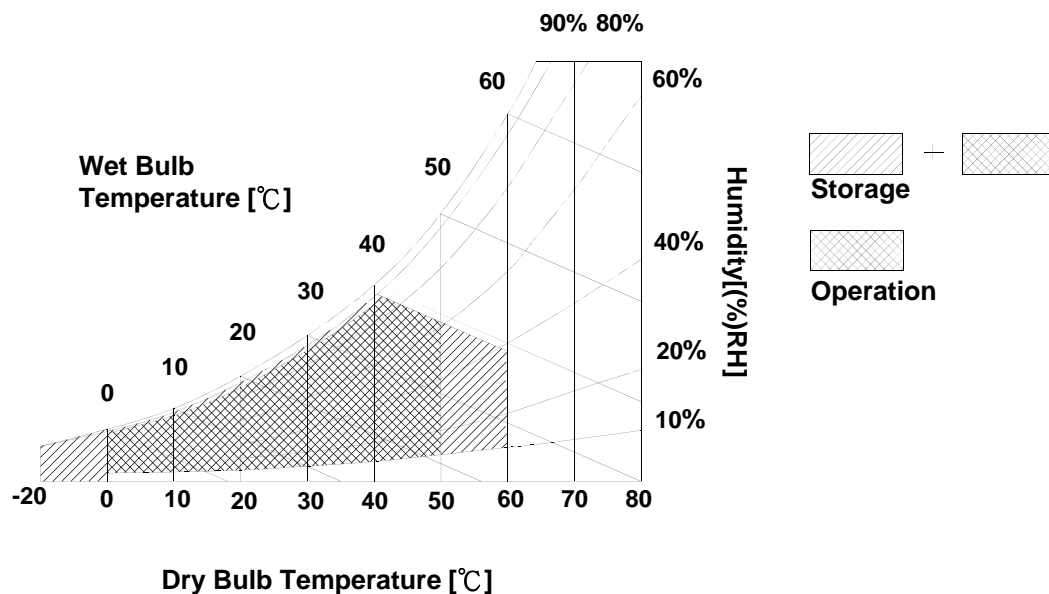 90% 80%
60
60%
Wet Bulb
Temperature [℃]
50
40
40%
30
20
10
0
20%
10%
Humidity[(%)RH]
-20 0 10 20 30 40 50 60 70 80
Dry Bulb Temperature [℃]
Storage
Operation